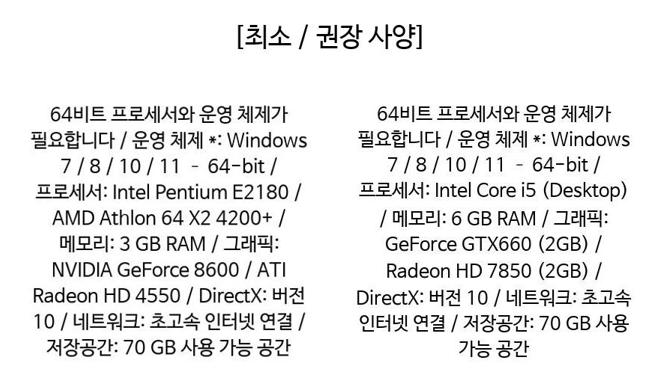 [최소 / 권장 사양]
64비트 프로세서와 운영 체제가
필요합니다 / 운영 체제 *: Windows
7 / 8 / 10 / 11 - 64-bit /
프로세서: Intel Pentium E2180 /
AMD Athlon 64 X2 4200+ /
메모리: 3 GB RAM / 그래픽:
NVIDIA GeForce 8600 / ATI
Radeon HD 4550 / DirectX: 버전
10 / 네트워크: 초고속 인터넷 연결 /
저장공간: 70 GB 사용 가능 공간
64비트 프로세서와 운영 체제가
필요합니다 / 운영 체제 *: Windows
7 / 8 / 10 / 11 - 64-bit /
프로세서: Intel Core i5 (Desktop)
/ 메모리: 6 GB RAM / 그래픽:
GeForce GTX660 (2GB) /
Radeon HD 7850 (2GB) /
DirectX: 버전 10 / 네트워크: 초고속
인터넷 연결 / 저장공간: 70 GB 사용
가능 공간